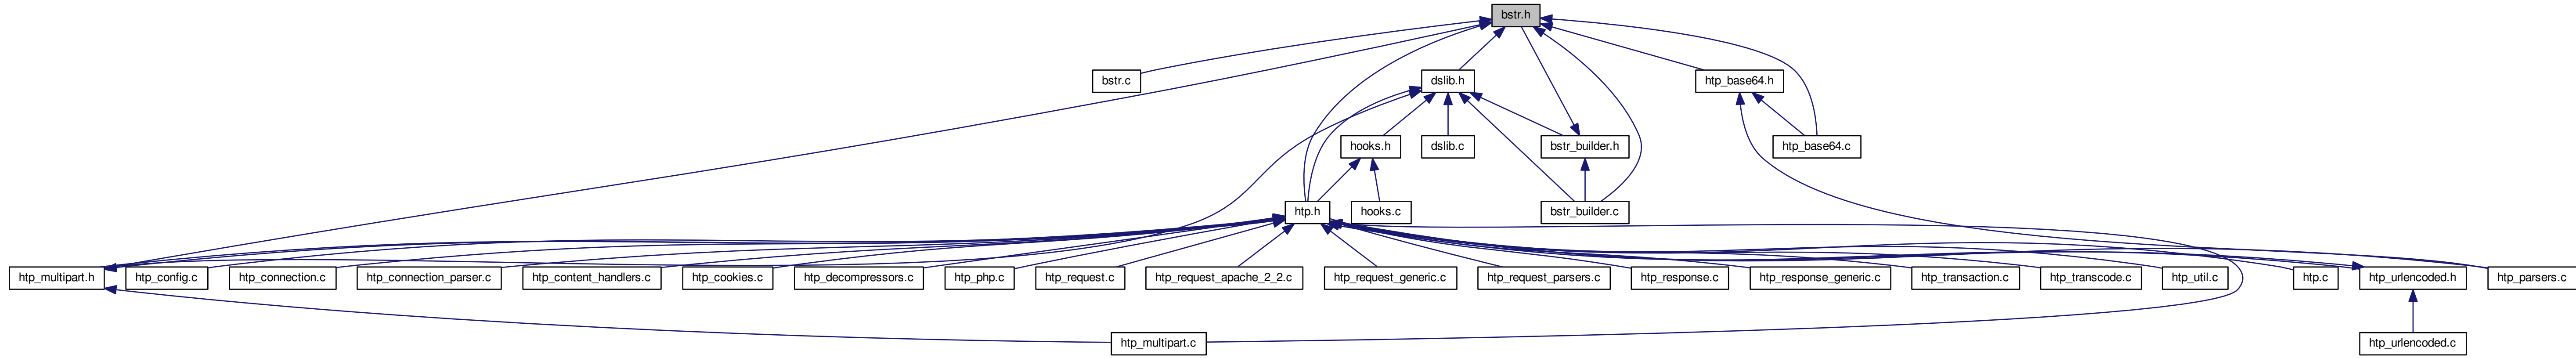 bstr.h
bstr.c
dslib.h
htp_base64.h
hooks.h
dslib.c
bstr_builder.h
htp_base64.c
htp.h
hooks.c
bstr_builder.c
htp_multipart.h
htp_config.c
htp_connection.c
htp_connection_parser.c
htp_content_handlers.c
htp_cookies.c
htp_decompressors.c
htp_php.c
htp_request.c
htp_request_apache_2_2.c
htp_request_generic.c
htp_request_parsers.c
htp_response.c
htp_response_generic.c
htp_transaction.c
htp_transcode.c
htp_util.c
htp.c
htp_urlencoded.h
htp_parsers.c
htp_multipart.c
htp_urlencoded.c